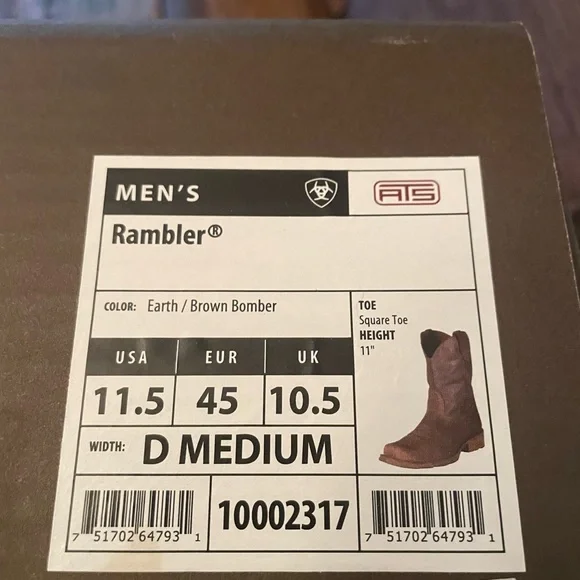 MEN'S
ATS
Rambler®
COLOR: Earth / Brown Bomber
TOE
Square Toe
HEIGHT
11"
USA EUR UK
11.5 45 10.5
WIDTH: D MEDIUM
10002317
7 51702 64793 1
7 51702 64793 1